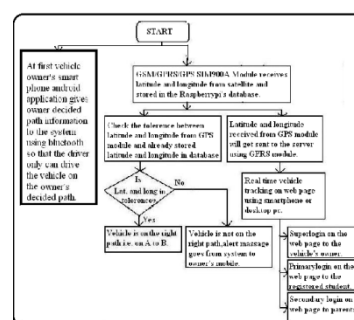 START
At first vehicle
owner's smart
phone android
application gives
owner decided
path information
to the system
using bluetooth
so that the driver
only can drive
the vehicle on
the owner's
decided path.
GSM/GPRS/GPS SIM900A Module receives
latitude and longitude from satellite and
stored in the Raspberrypi's database.
Check the tolerence between
Latitude and longitude from GPS
module and already stored
latitude and longitude in database
Latitude and longitude
received from GPS module
will get sent to the server
using GPRS module.
Is
Lat. and long in
tolerences.
No
Yes
Real time vehicle
tracking on web page
using smartphone or
desktop pc.
Vehicle is on the right
path i.e. on A to B.
Vehicle is not on the
right path, alert massage
goes from system to
owner's mobile.
Superlogin on the
web page to the
vehicle's owner.
Primarylogin on the
web page to the
registered student.
Secondary login on
web page to parents